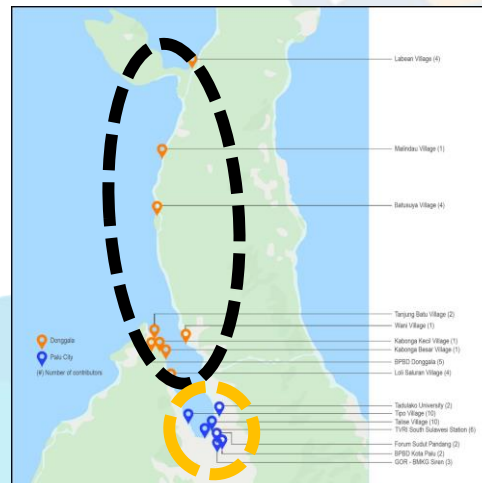 Labean Village (4)
Malindau Village (1)
Batusuya Village (4)
Tanjung Batu Village (2)
Wani Village (1)
Kabonga Kecil Village (1)
Kabonga Besar Village (1)
BPBD Donggala (5)
Loli Saluran Village (4)
Donggala
Palu City
(#) Number of contributors
Tadulako University (2)
Tipo Village (10)
Talise Village (10)
TVRI South Sulawesi Station (6)
Forum Sudut Pandang (2)
BPBD Kota Palu (2)
GOR - BMKG Siren (3)